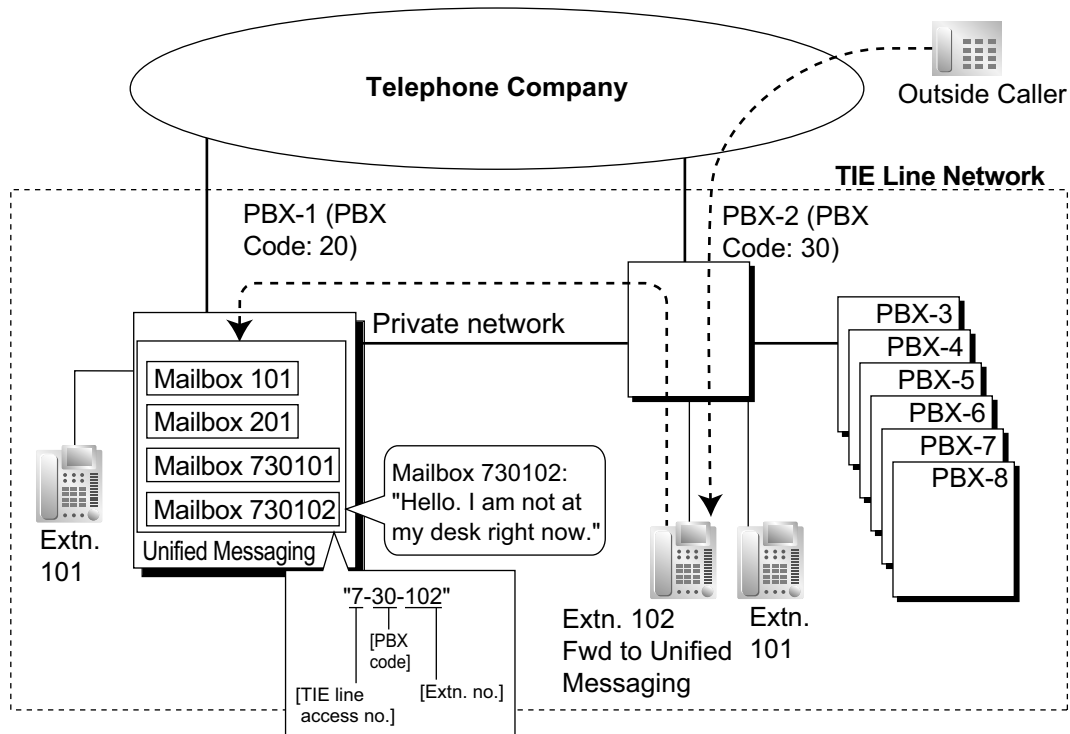 Telephone Company
Outside Caller
TIE Line Network
PBX-1 (PBX
Code: 20)
PBX-2 (PBX
Code: 30)
Private network
PBX-3
PBX-4
PBX-5
PBX-6
PBX-7
PBX-8
Mailbox 101
Mailbox 201
Mailbox 730101
Mailbox 730102
Unified Messaging
Extn.
101
Mailbox 730102:
"Hello. I am not at
my desk right now."
"7-30-102"
[PBX
code]
[TIE line
access no.]
[Extn. no.]
Extn. 102
Fwd to Unified
Messaging
Extn.
101